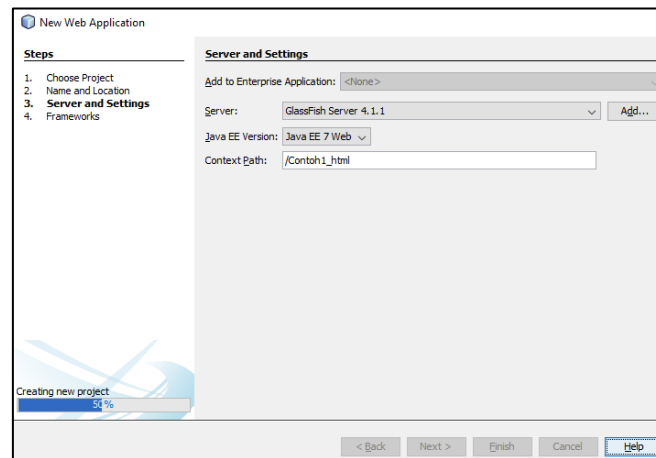 New Web Application
Steps
1. Choose Project
2. Name and Location
3. Server and Settings
4. Frameworks
Server and Settings
Add to Enterprise Application: <None>
Server: GlassFish Server 4.1.1 Add...
Java EE Version: Java EE 7 Web
Context Path: /Contoh1_html
Creating new project
50%
< Back Next > Finish Cancel Help